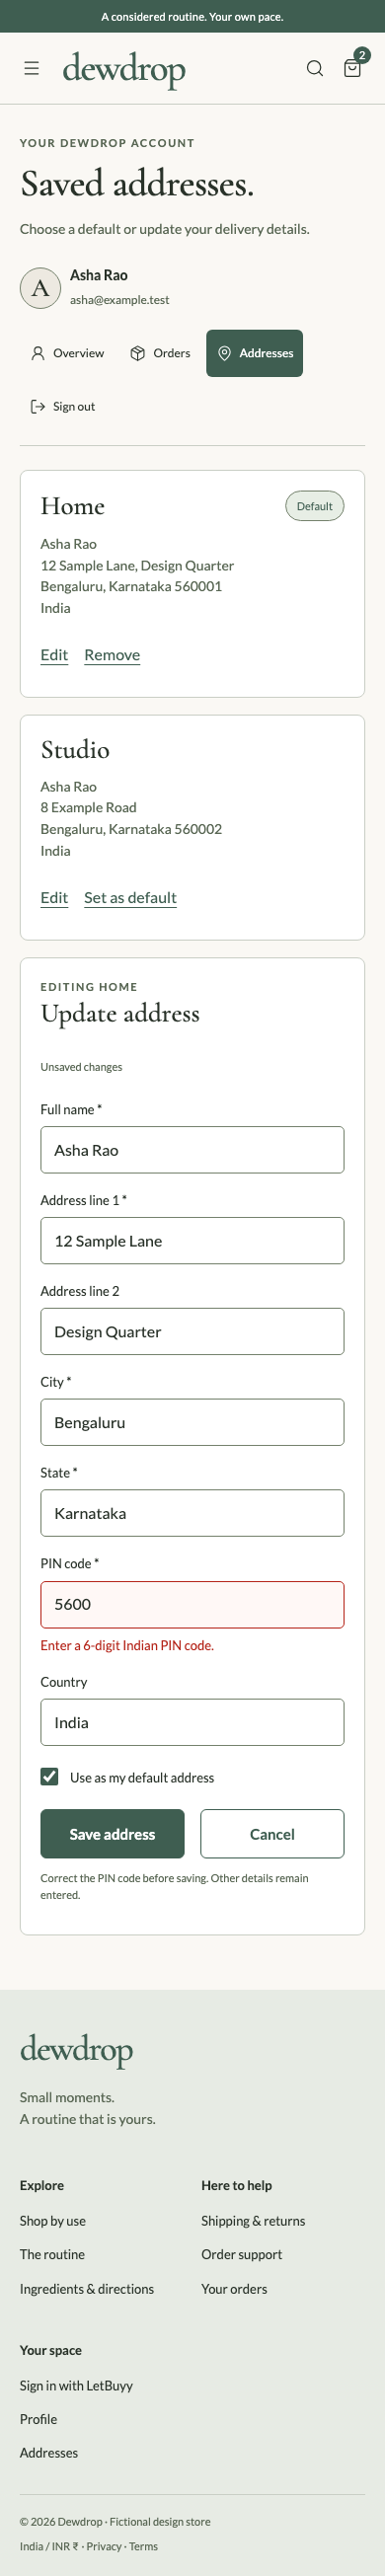 A considered routine. Your own pace.
dewdrop
2
YOUR DEWDROP ACCOUNT
Saved addresses.
Choose a default or update your delivery details.
A
Asha Rao
asha@example.test
Overview
Orders
Addresses
Sign out
Home
Default
Asha Rao
12 Sample Lane, Design Quarter
Bengaluru, Karnataka 560001
India
Edit
Remove
Studio
Asha Rao
8 Example Road
Bengaluru, Karnataka 560002
India
Edit
Set as default
EDITING HOME
Update address
Unsaved changes
Full name *
Asha Rao
Address line 1 *
12 Sample Lane
Address line 2
Design Quarter
City *
Bengaluru
State *
Karnataka
PIN code *
5600
Enter a 6-digit Indian PIN code.
Country
India
Use as my default address
Save address
Cancel
Correct the PIN code before saving. Other details remain
entered.
dewdrop
Small moments.
A routine that is yours.
Explore
Shop by use
The routine
Ingredients & directions
Here to help
Shipping & returns
Order support
Your orders
Your space
Sign in with LetBuyy
Profile
Addresses
© 2026 Dewdrop · Fictional design store
India / INR ₹ · Privacy · Terms